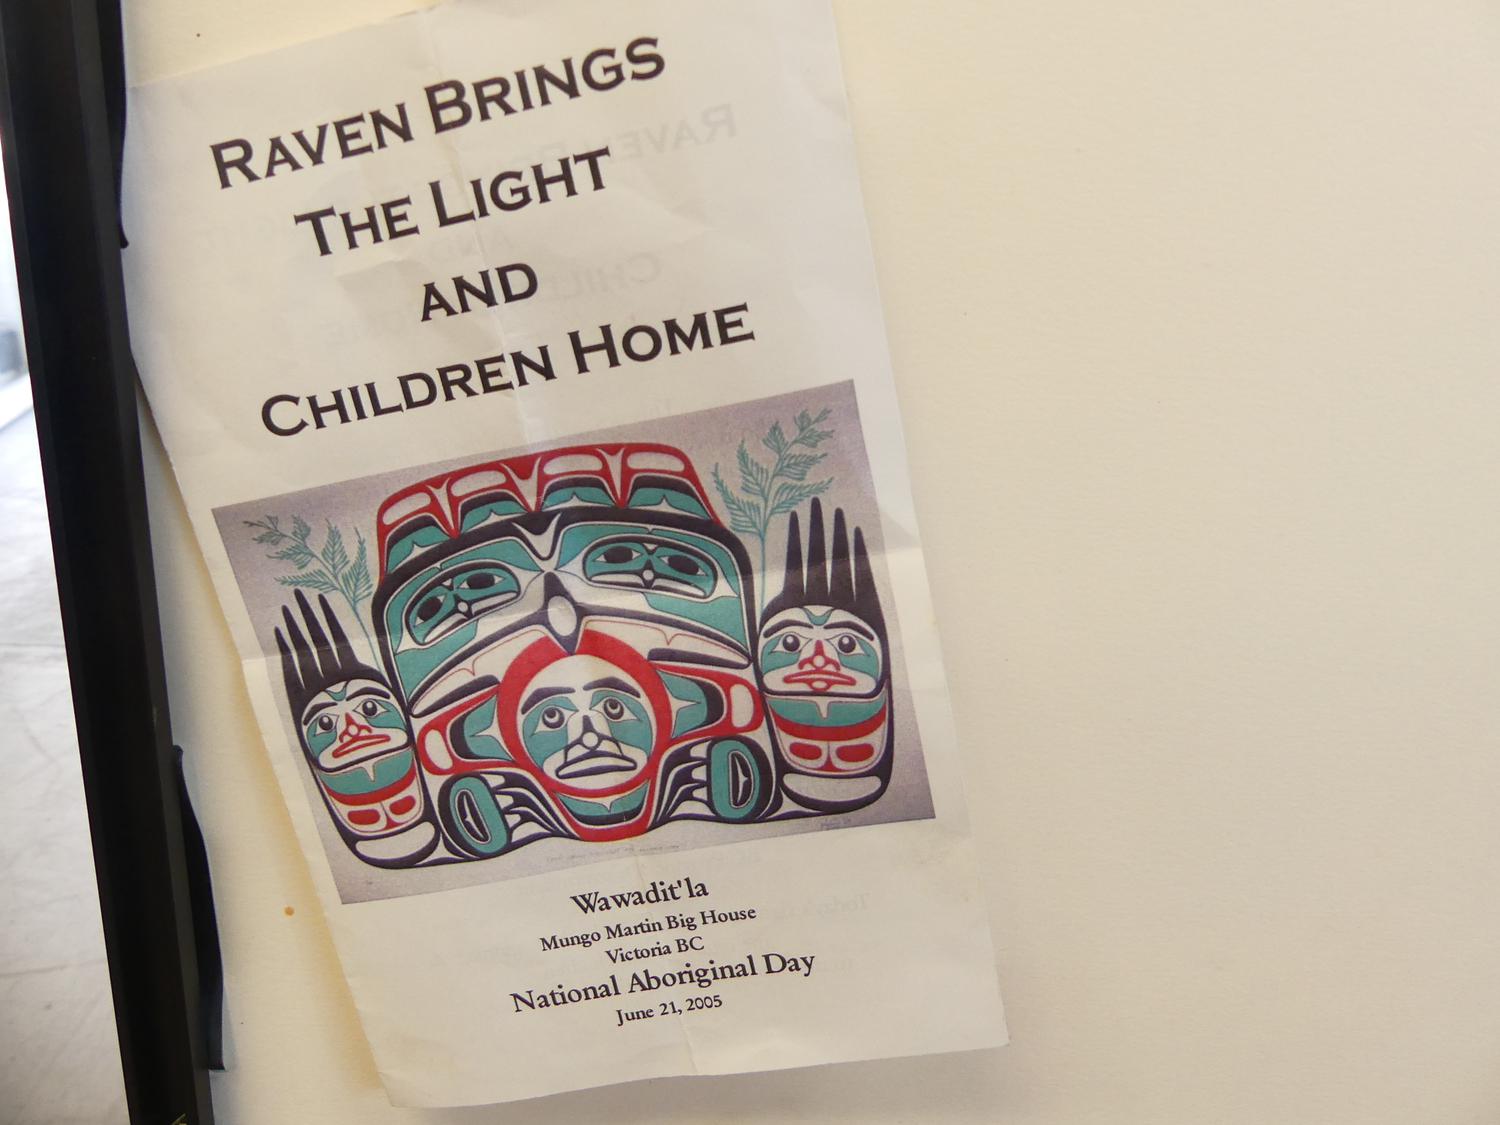 RAVEN BRINGS
THE LIGHT
AND
CHILDREN HOME
Wawadit'la
Mungo Martin Big House
Victoria BC
National Aboriginal Day
June 21, 2005